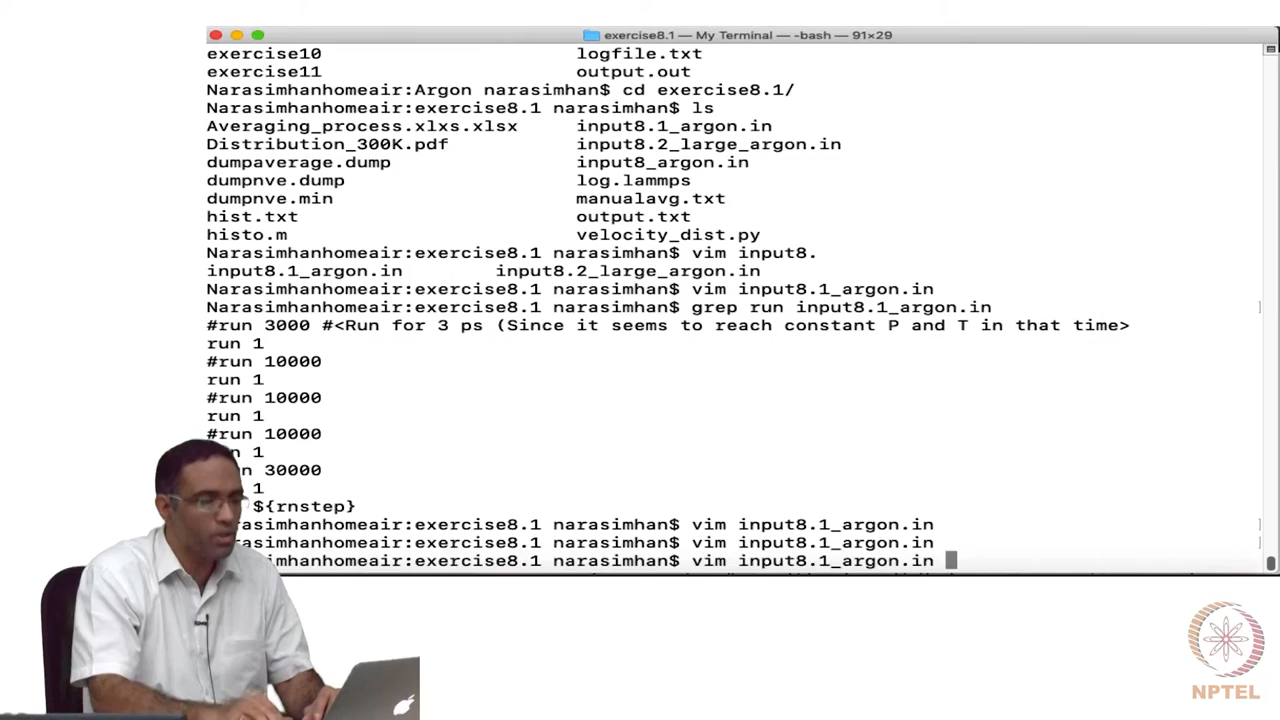 exercise8.1 — My Terminal — -bash — 91×29
exercise10 logfile.txt
exercise11 output.out
Narasimhanhomeair:Argon narasimhan$ cd exercise8.1/
Narasimhanhomeair:exercise8.1 narasimhan$ ls
Averaging_process.xlxs.xlsx input8.1_argon.in
Distribution_300K.pdf input8.2_large_argon.in
dumpaverage.dump input8_argon.in
dumpnve.dump log.lammps
dumpnve.min manualavg.txt
hist.txt output.txt
histo.m velocity_dist.py
Narasimhanhomeair:exercise8.1 narasimhan$ vim input8.
input8.1_argon.in input8.2_large_argon.in
Narasimhanhomeair:exercise8.1 narasimhan$ vim input8.1_argon.in
Narasimhanhomeair:exercise8.1 narasimhan$ grep run input8.1_argon.in
#run 3000 #<Run for 3 ps (Since it seems to reach constant P and T in that time>
run 1
#run 10000
run 1
#run 10000
run 1
#run 10000
n 1
n 30000
1
${rnstep}
rasimhanhomeair:exercise8.1 narasimhan$ vim input8.1_argon.in
rasimhanhomeair:exercise8.1 narasimhan$ vim input8.1_argon.in
simhanhomeair:exercise8.1 narasimhan$ vim input8.1_argon.in
NPTEL